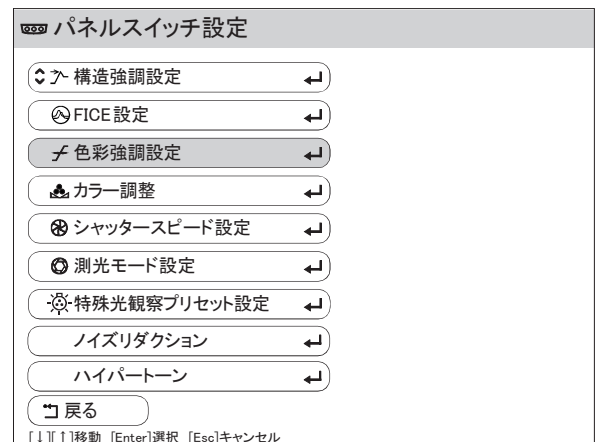 パネルスイッチ設定
構造強調設定
FICE設定
色彩強調設定
カラー調整
シャッタースピード設定
測光モード設定
特殊光観察プリセット設定
ノイズリダクション
ハイパートーン
戻る
[↓][↑]移動 [Enter]選択 [Esc]キャンセル